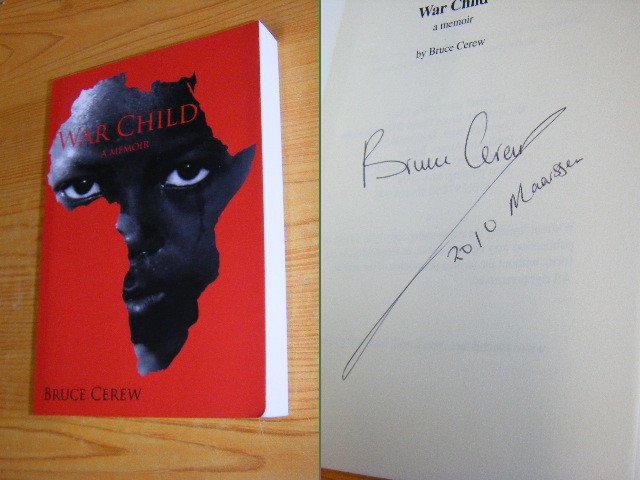 WAR CHILD
A MEMOIR
BRUCE CEREW
War Child
a memoir
by Bruce Cerew
Bruce Cerew
2010 Maarssen